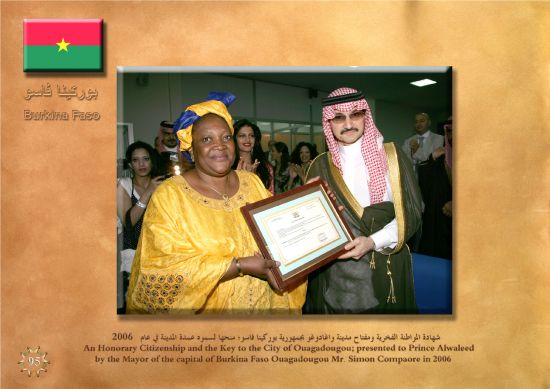 بوركينا فاسو
Burkina Faso
شهادة المواطنة الفخرية ومفتاح مدينة واغادوغو بجمهورية بوركينا فاسو؛ منحها لسموه عمدة المدينة في عام 2006
An Honorary Citizenship and the Key to the City of Ouagadougou; presented to Prince Alwaleed
by the Mayor of the capital of Burkina Faso Ouagadougou Mr. Simon Compaore in 2006
95